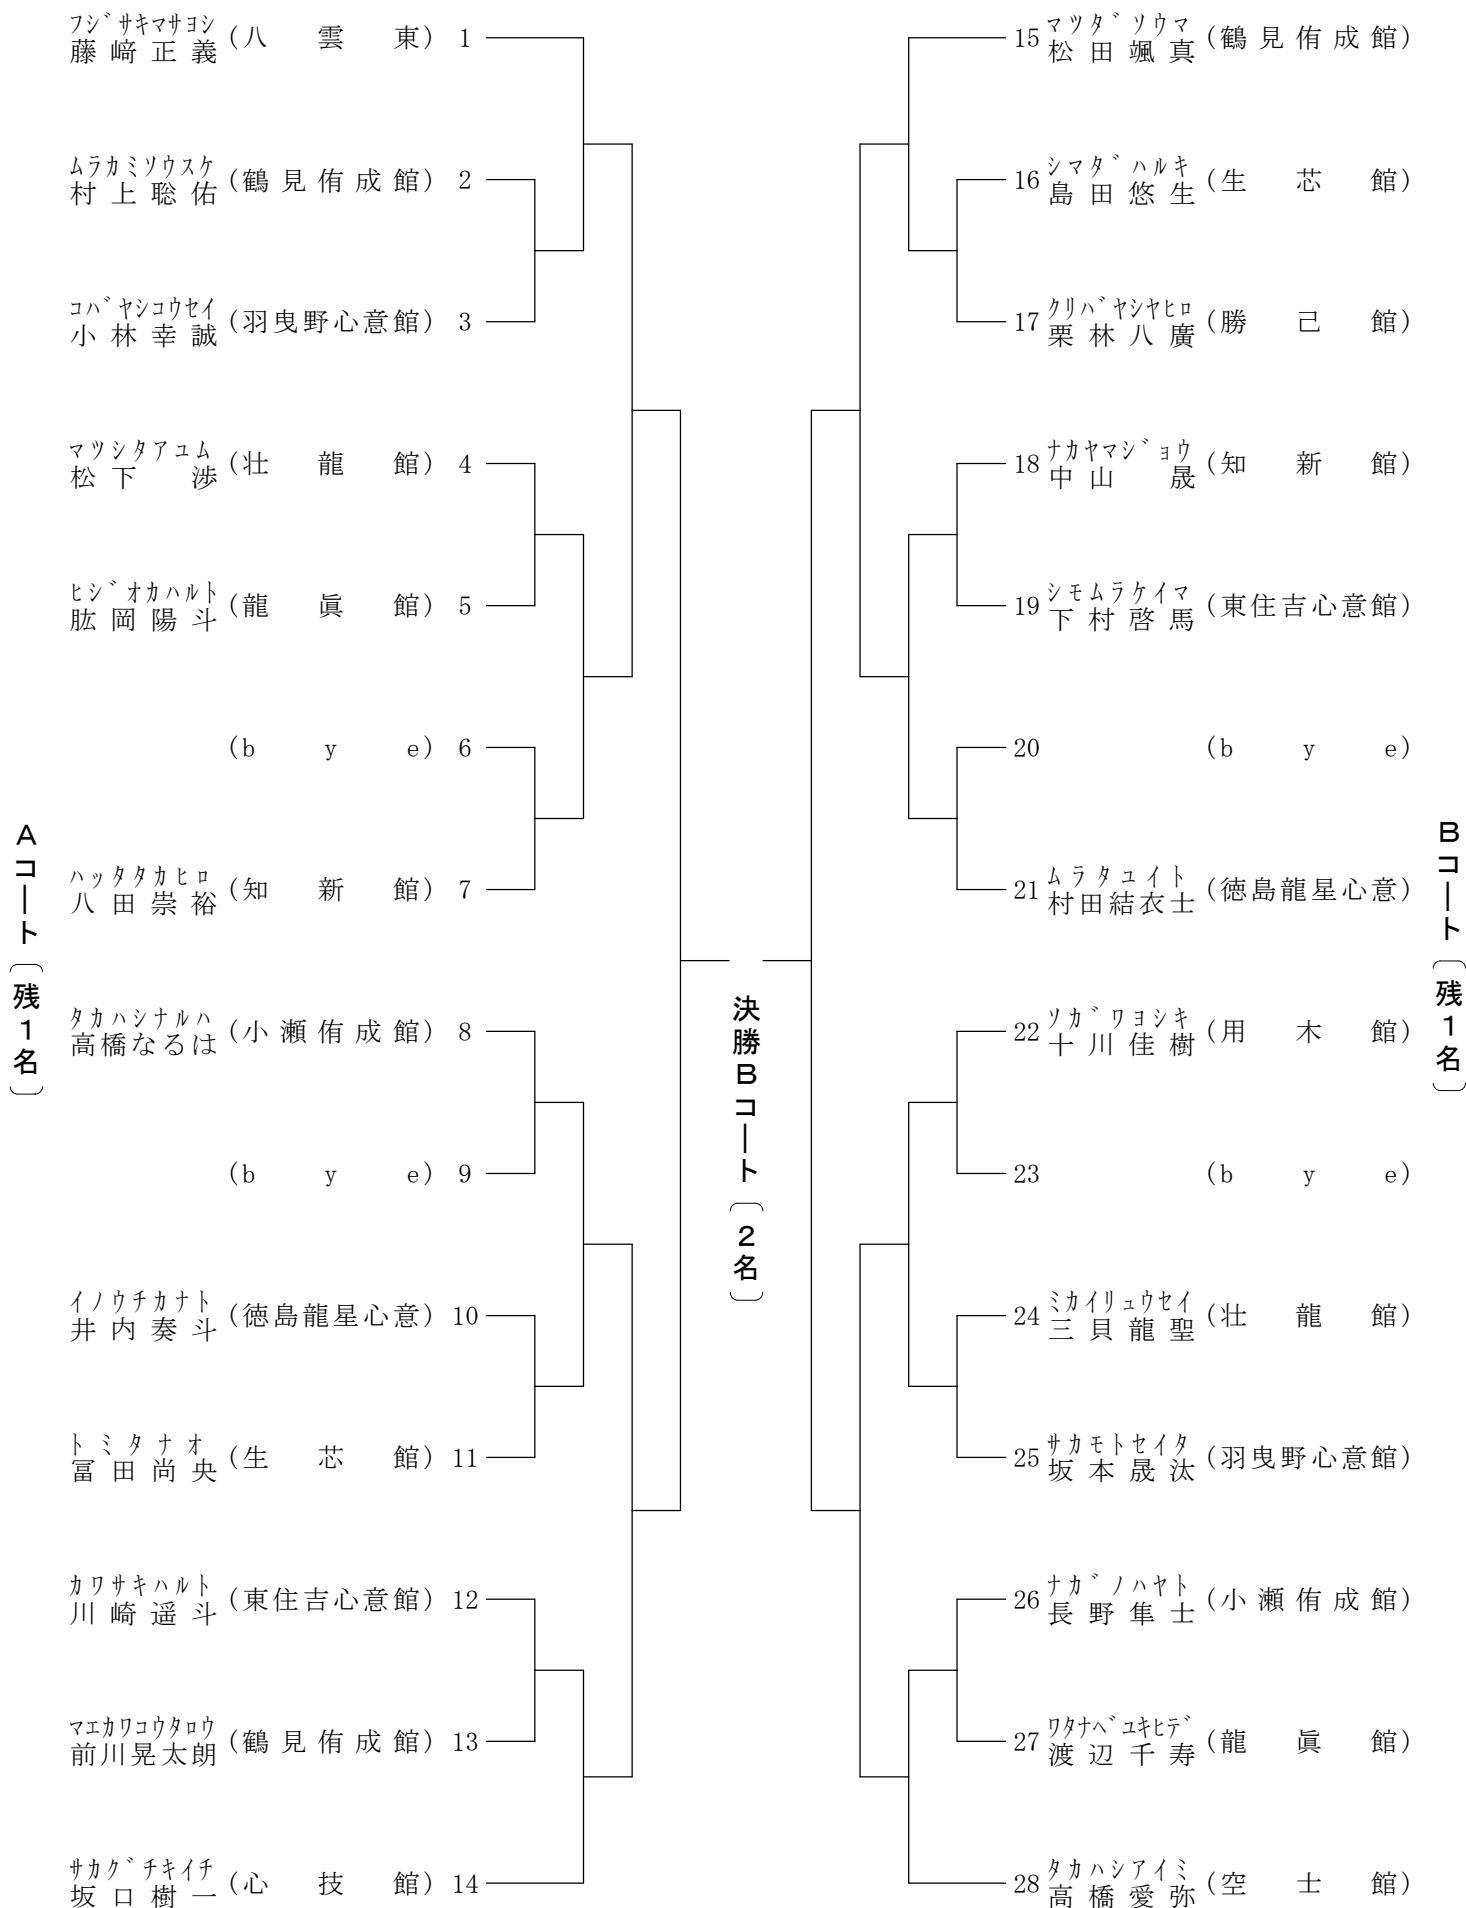 フジサキマサヨシ
藤﨑正義 (八雲東) 1
ムラカミソウスケ
村上聡佑 (鶴見侑成館) 2
コバヤシコウセイ
小林幸誠 (羽曳野心意館) 3
マツシタアユム
松下渉 (壮龍館) 4
ヒジオカハルト
肱岡陽斗 (龍眞館) 5
(bye) 6
ハッタタカヒロ
八田崇裕 (知新館) 7
タカハシナルハ
高橋なるは (小瀬侑成館) 8
(bye) 9
イノウチカナト
井内奏斗 (徳島龍星心意) 10
トミタナオ
冨田尚央 (生芯館) 11
カワサキハルト
川崎遥斗 (東住吉心意館) 12
マエカワコウタロウ
前川晃太朗 (鶴見侑成館) 13
サカグチキイチ
坂口樹一 (心技館) 14
Aコート〔残1名〕
決勝Bコート〔2名〕
マツダソウマ
15 松田颯真 (鶴見侑成館)
シマダハルキ
16 島田悠生 (生芯館)
クリバヤシヤヒロ
17 栗林八廣 (勝己館)
ナカヤマジョウ
18 中山晟 (知新館)
シモムラケイマ
19 下村啓馬 (東住吉心意館)
20 (bye)
ムラタユイト
21 村田結衣士 (徳島龍星心意)
ソガワヨシキ
22 十川佳樹 (用木館)
23 (bye)
ミカイリュウセイ
24 三貝龍聖 (壮龍館)
サカモトセイタ
25 坂本晟汰 (羽曳野心意館)
ナガノハヤト
26 長野隼士 (小瀬侑成館)
ワタナベユキヒデ
27 渡辺千寿 (龍眞館)
タカハシアイミ
28 高橋愛弥 (空士館)
Bコート〔残1名〕